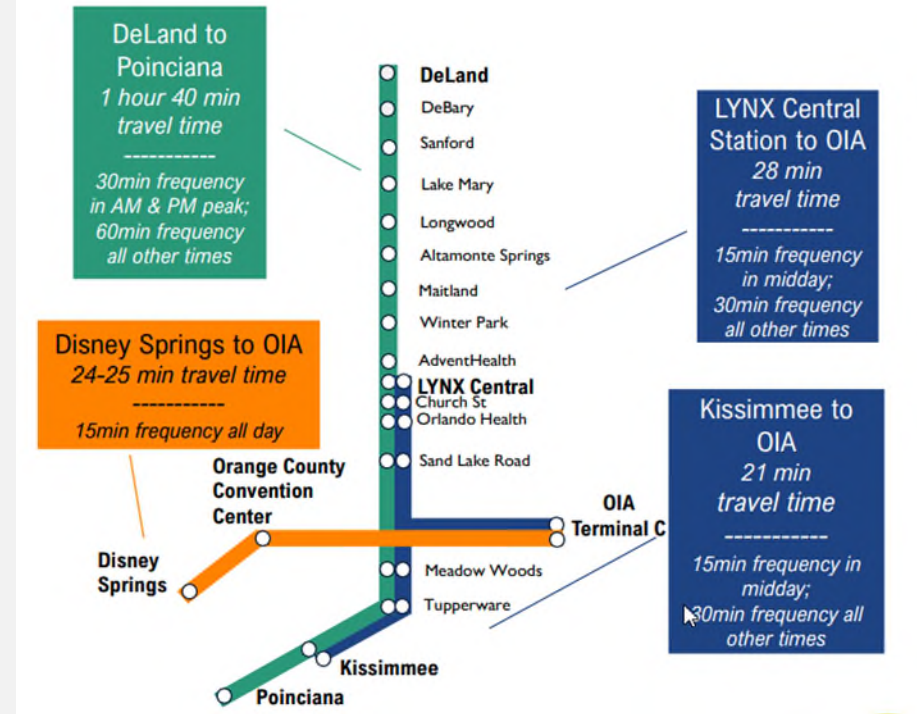 DeLand to
Poinciana
1 hour 40 min
travel time
-----------
30min frequency
in AM & PM peak;
60min frequency
all other times
LYNX Central
Station to OIA
28 min
travel time
-----------
15min frequency
in midday;
30min frequency
all other times
Disney Springs to OIA
24-25 min travel time
-----------
15min frequency all day
Kissimmee to
OIA
21 min
travel time
------------
15min frequency in
midday;
30min frequency all
other times
DeLand
DeBary
Sanford
Lake Mary
Longwood
Altamonte Springs
Maitland
Winter Park
AdventHealth
LYNX Central
Church St
Orlando Health
Sand Lake Road
Orange County
Convention
Center
OIA
Terminal C
Disney
Springs
Meadow Woods
Tupperware
Kissimmee
Poinciana